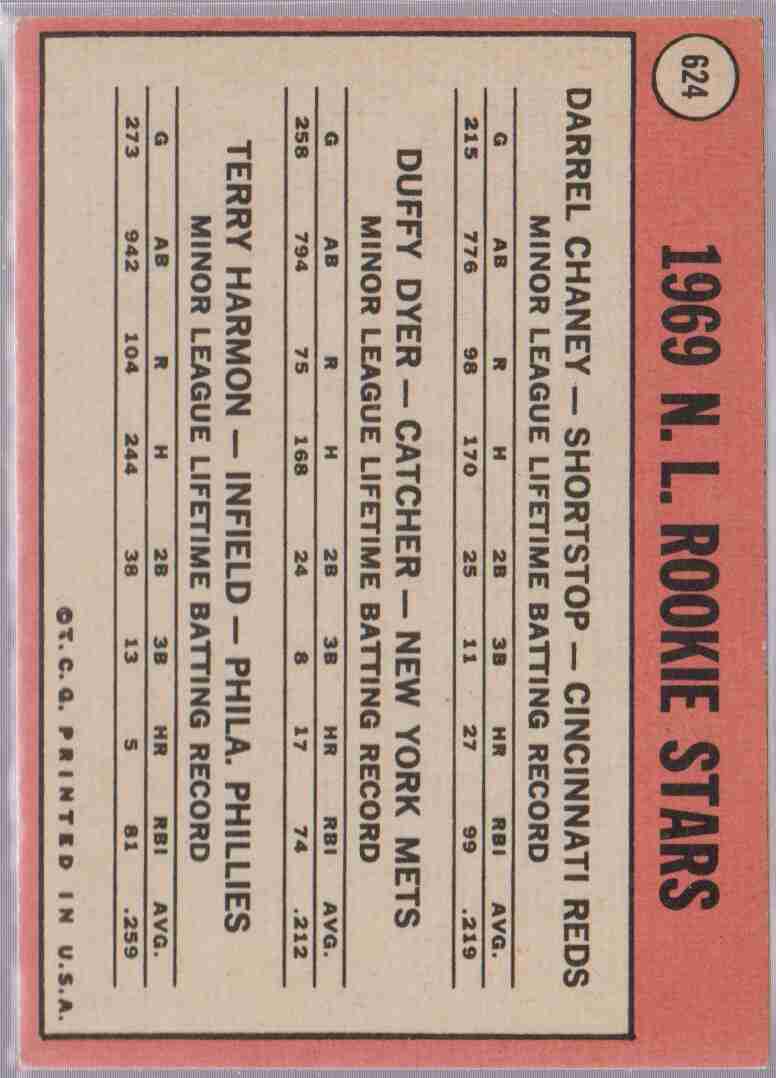 624
1969 N. L. ROOKIE STARS
DARREL CHANEY — SHORTSTOP — CINCINNATI REDS
MINOR LEAGUE LIFETIME BATTING RECORD
G AB R H 2B 3B HR RBI AVG.
215 776 98 170 25 11 27 99 .219
DUFFY DYER — CATCHER — NEW YORK METS
MINOR LEAGUE LIFETIME BATTING RECORD
G AB R H 2B 3B HR RBI AVG.
258 794 75 168 24 8 17 74 .212
TERRY HARMON — INFIELD — PHILA. PHILLIES
MINOR LEAGUE LIFETIME BATTING RECORD
G AB R H 2B 3B HR RBI AVG.
273 942 104 244 38 13 5 81 .259
©T. C. G. PRINTED IN U.S.A.